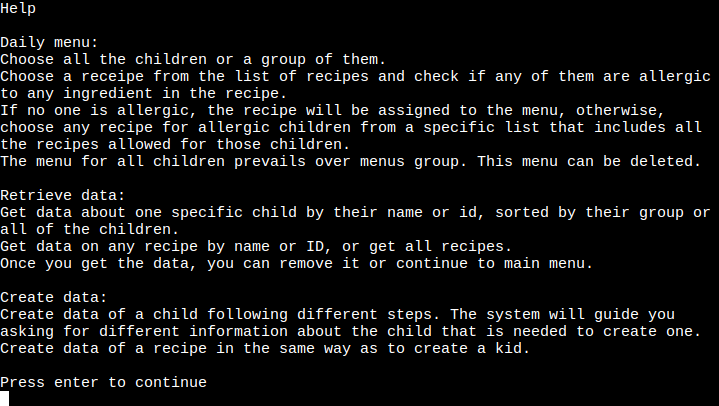 Help
Daily menu:
Choose all the children or a group of them.
Choose a receipe from the list of recipes and check if any of them are allergic
to any ingredient in the recipe.
If no one is allergic, the recipe will be assigned to the menu, otherwise,
choose any recipe for allergic children from a specific list that includes all
the recipes allowed for those children.
The menu for all children prevails over menus group. This menu can be deleted.
Retrieve data:
Get data about one specific child by their name or id, sorted by their group or
all of the children.
Get data on any recipe by name or ID, or get all recipes.
Once you get the data, you can remove it or continue to main menu.
Create data:
Create data of a child following different steps. The system will guide you
asking for different information about the child that is needed to create one.
Create data of a recipe in the same way as to create a kid.
Press enter to continue